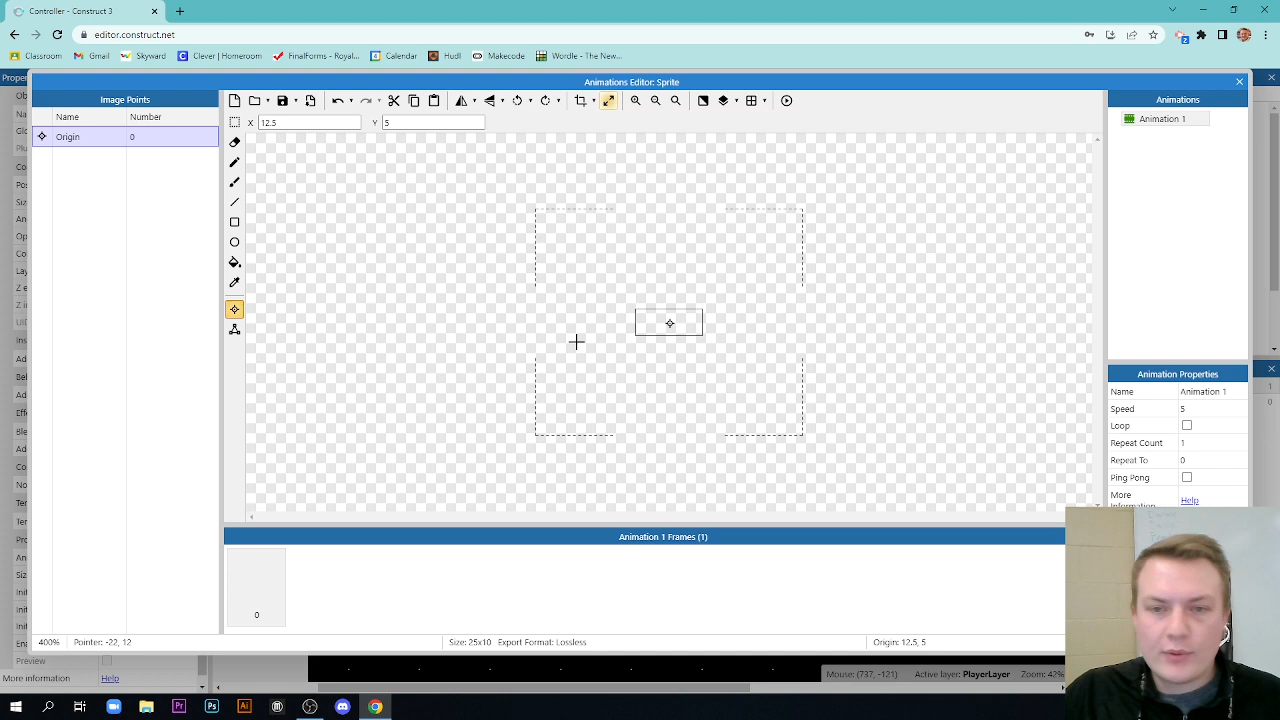 Controller - Construct 3
editor.construct.net
Classroom Gmail Skyward Clever | Homeroom FinalForms - Royal... Calendar Hudl Makecode Wordle - The New...
Animations Editor: Sprite
Image Points
Name Number
Origin 0
X 12.5 Y 5
Animations
Animation 1
Animation Properties
Name Animation 1
Speed 5
Loop
Repeat Count 1
Repeat To 0
Ping Pong
More Information Help
Animation 1 Frames (1)
0
400% Pointer: -22, 12 Size: 25x10 Export Format: Lossless Origin: 12.5, 5
Preview
More information Help
Mouse: (737, -121) Active layer: PlayerLayer Zoom: 42%